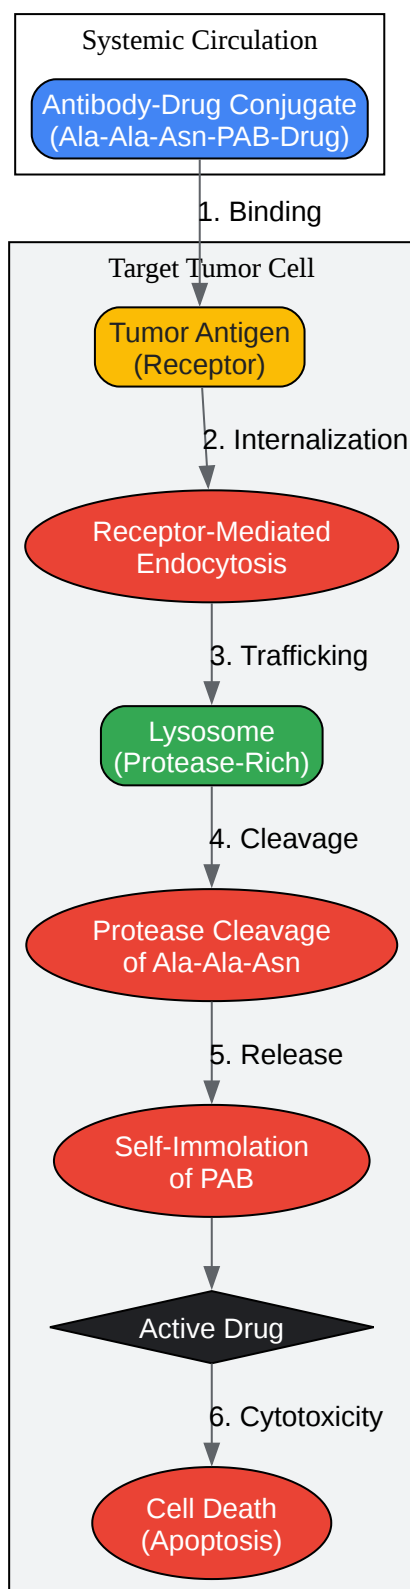 Systemic Circulation
Antibody-Drug Conjugate
(Ala-Ala-Asn-PAB-Drug)
1. Binding
Target Tumor Cell
Tumor Antigen
(Receptor)
2. Internalization
Receptor-Mediated
Endocytosis
3. Trafficking
Lysosome
(Protease-Rich)
4. Cleavage
Protease Cleavage
of Ala-Ala-Asn
5. Release
Self-Immolation
of PAB
Active Drug
6. Cytotoxicity
Cell Death
(Apoptosis)